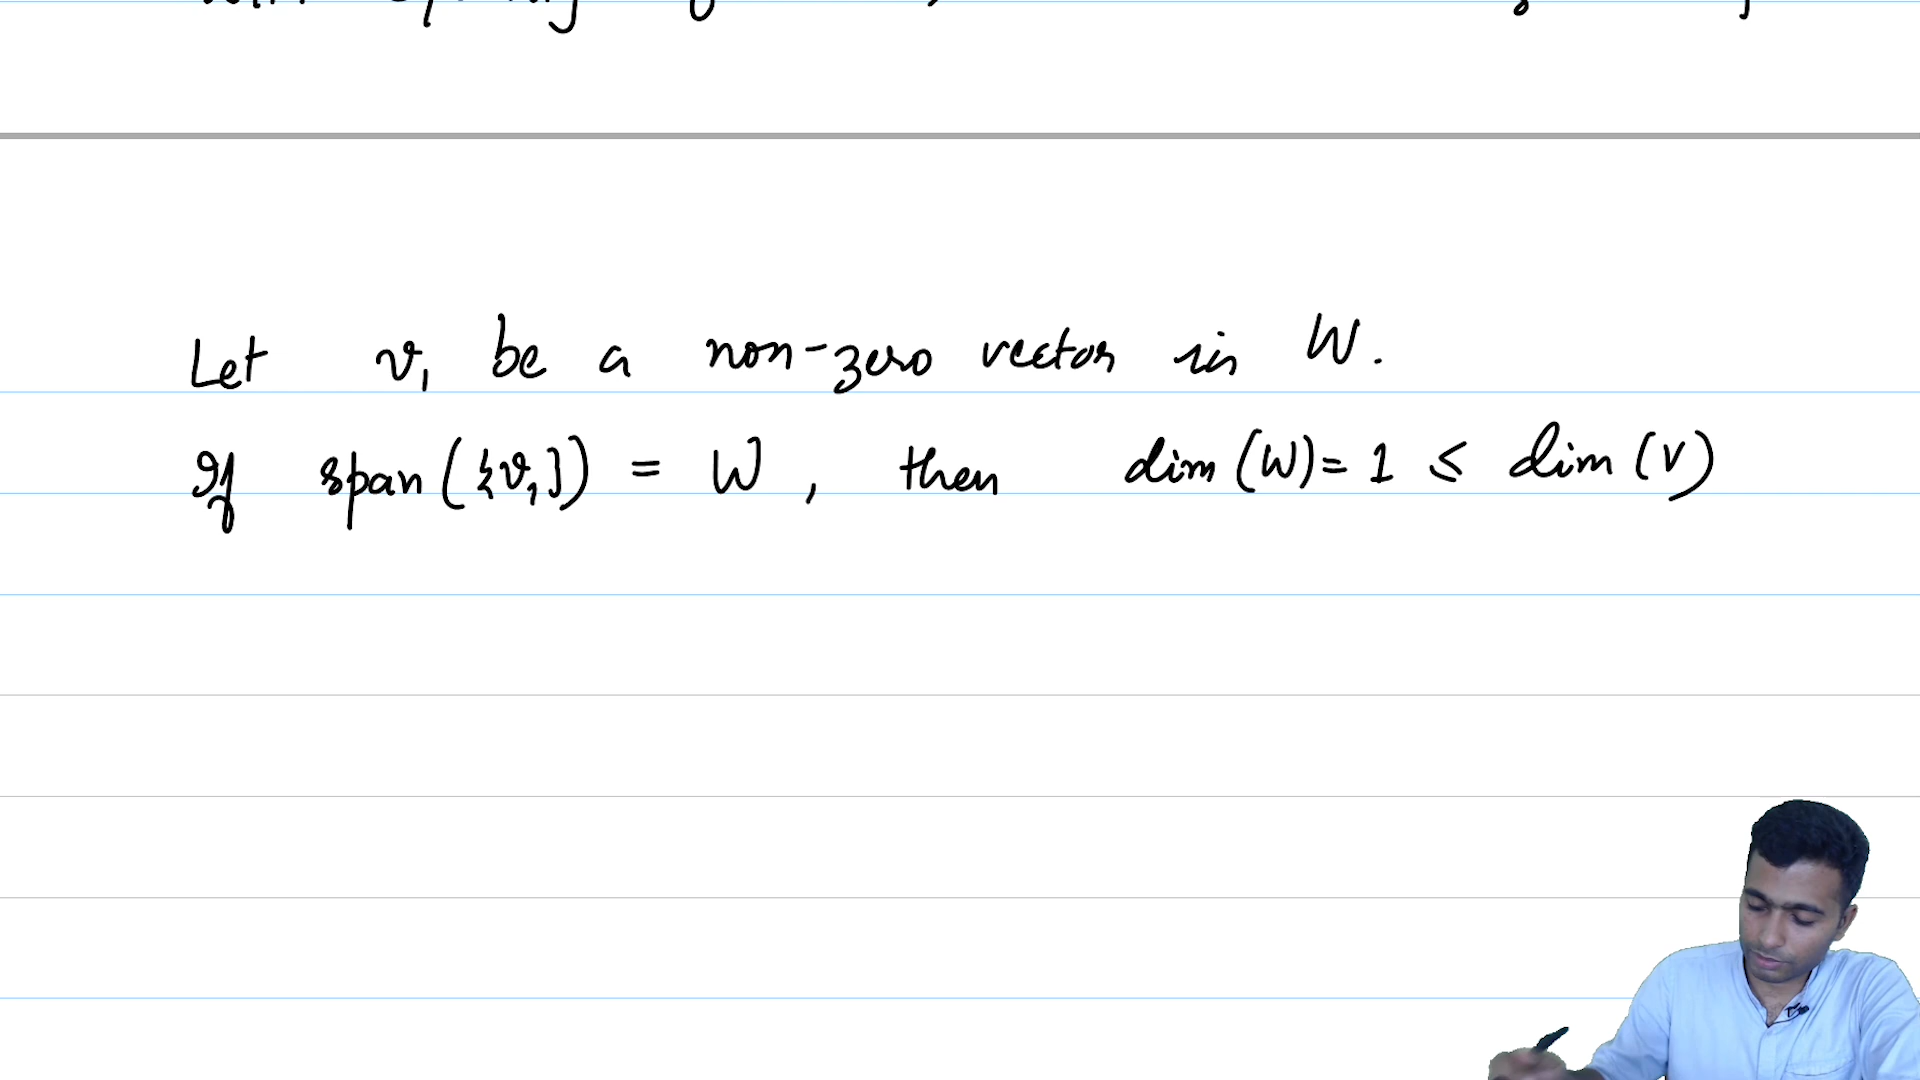 Let v₁ be a non-zero vector in W.
If span({v₁}) = W, then dim(W) = 1 ≤ dim(V)